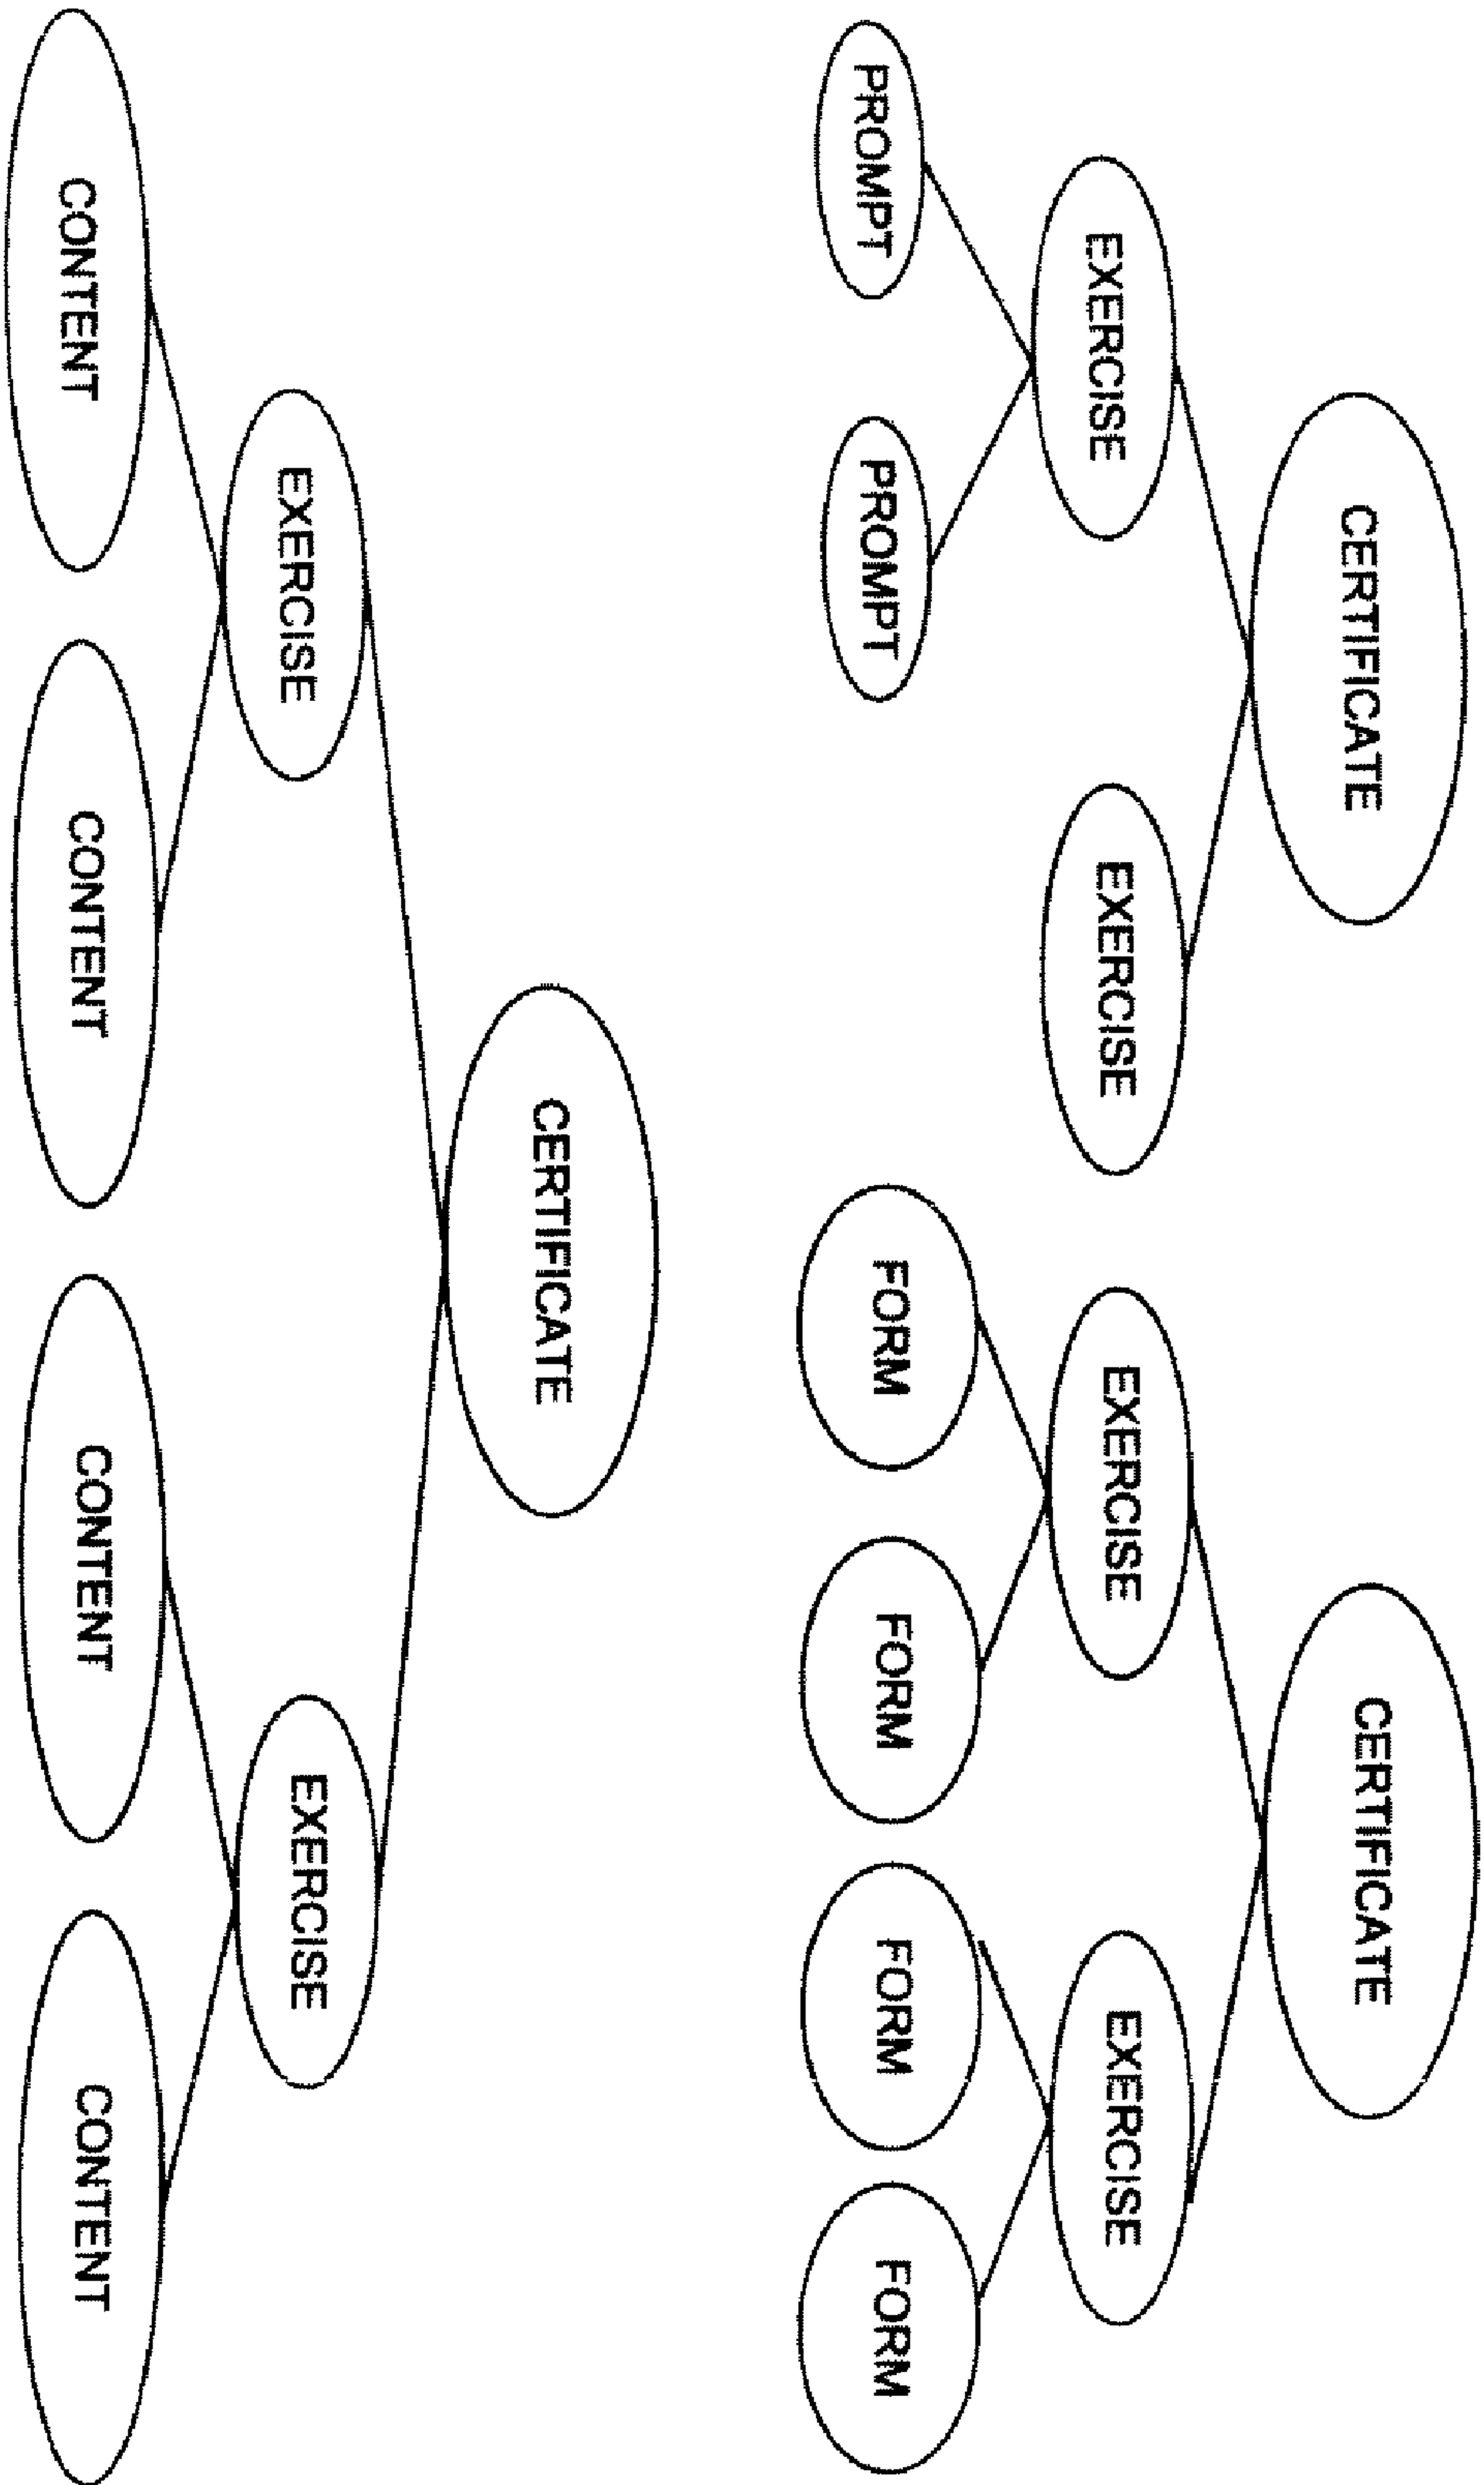 CERTIFICATE
CERTIFICATE
EXERCISE
EXERCISE
EXERCISE
EXERCISE
PROMPT
PROMPT
FORM
FORM
FORM
FORM
CERTIFICATE
EXERCISE
EXERCISE
CONTENT
CONTENT
CONTENT
CONTENT